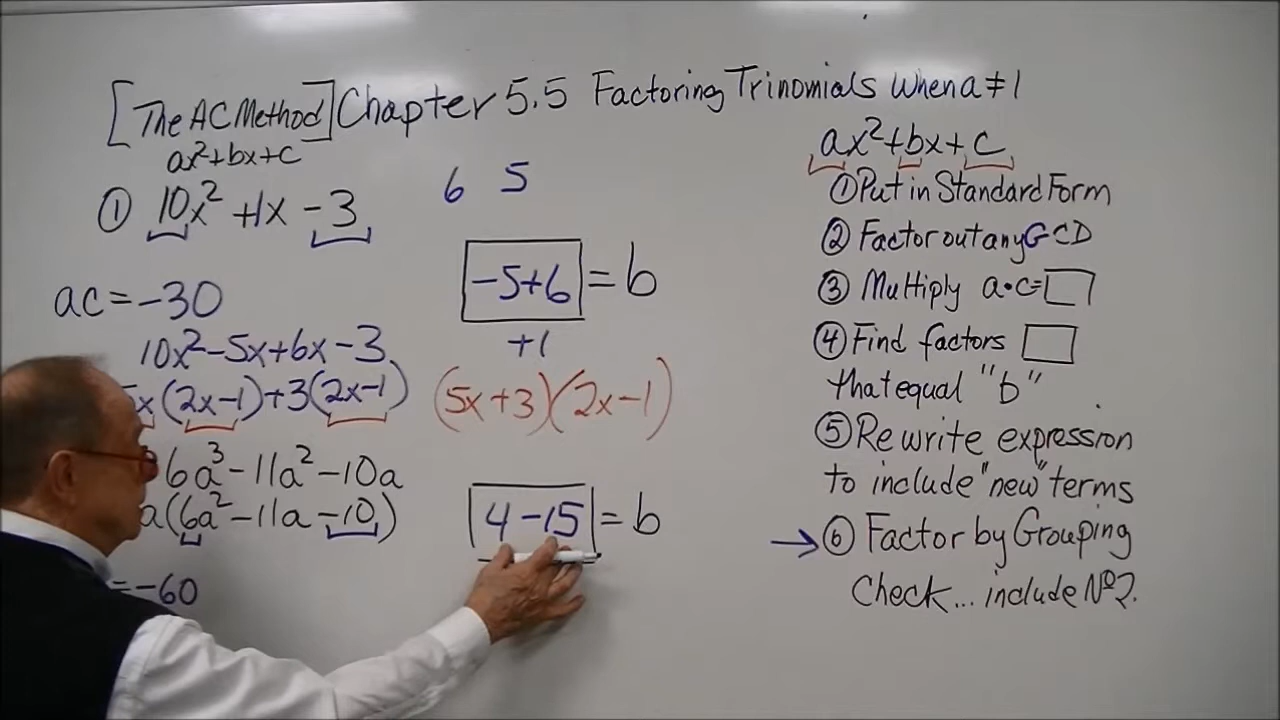 [The AC Method] Chapter 5.5 Factoring Trinomials When a ≠ 1
ax²+bx+c
① 10x² +1x -3
6 5
-5+6 = b
+1
ac = -30
10x²-5x+6x-3
5x(2x-1)+3(2x-1) (5x+3)(2x-1)
6a³-11a²-10a
a(6a²-11a-10)
4-15 = b
=-60
ax²+bx+c
①Put in Standard Form
② Factor out any GCD
③ Multiply a·c=
④ Find factors
that equal "b"
⑤ Rewrite expression
to include "new" terms
→⑥ Factor by Grouping
Check... include Nº2.